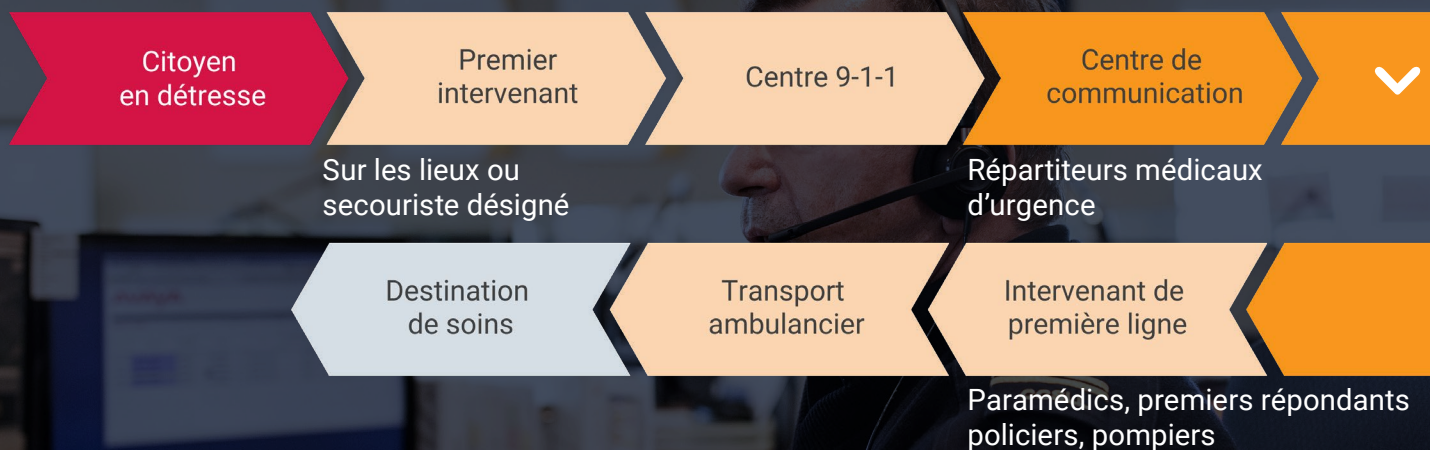 Citoyen
en détresse
Premier
intervenant
Centre 9-1-1
Centre de
communication
Sur les lieux ou
secouriste désigné
Répartiteurs médicaux
d'urgence
Destination
de soins
Transport
ambulancier
Intervenant de
première ligne
Paramédics, premiers répondants
policiers, pompiers